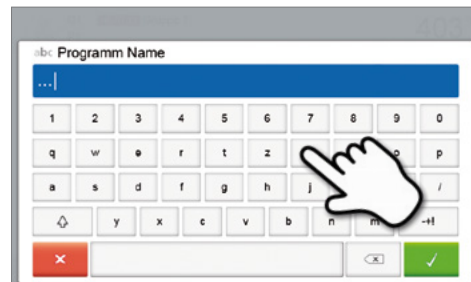 abc Programm Name
...
1 2 3 4 5 6 7 8 9 0
q w e r t z o p
a s d f g h j /
y x c v b n m -+!